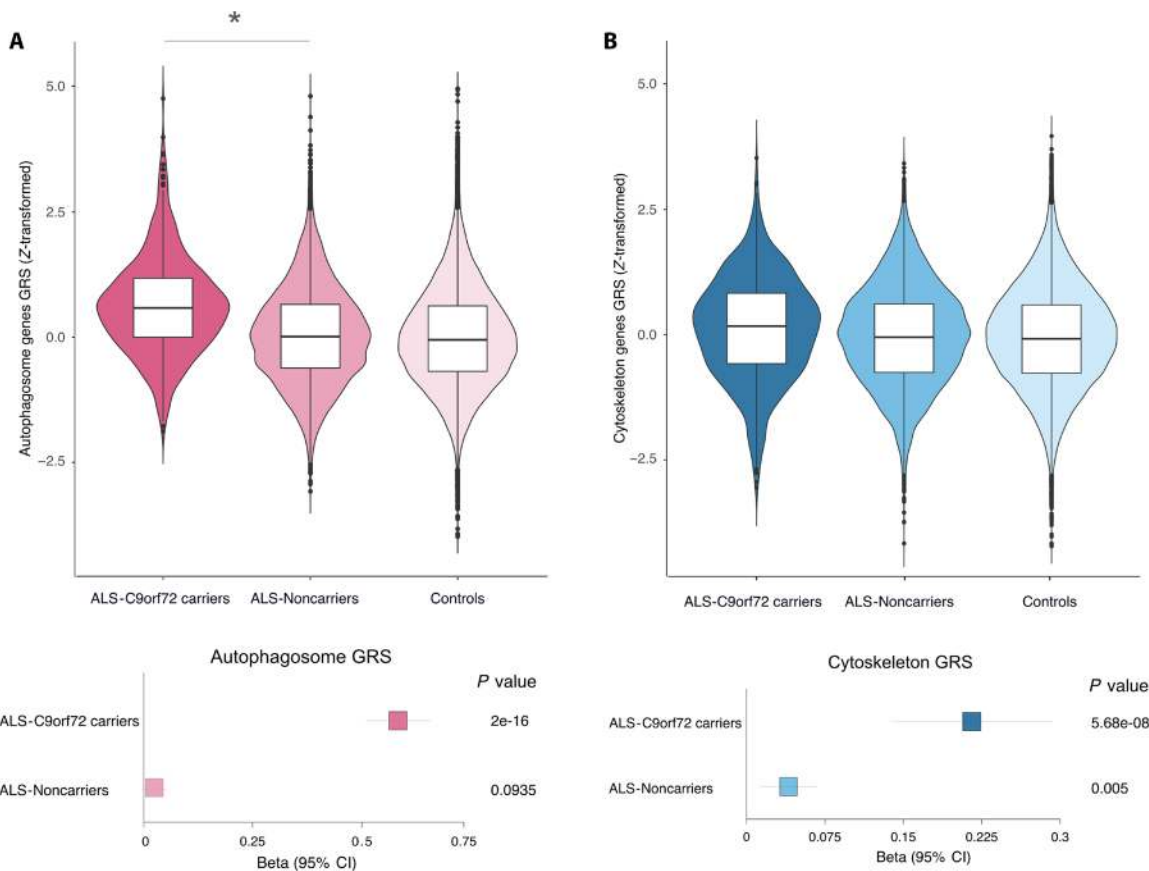 A
*
5.0
2.5
0.0
−2.5
Autophagosome genes GRS (Z-transformed)
ALS-C9orf72 carriers
ALS-Noncarriers
Controls
Autophagosome GRS
P value
ALS-C9orf72 carriers
2e-16
ALS-Noncarriers
0.0935
0
0.25
0.50
0.75
Beta (95% CI)
B
5.0
2.5
0.0
−2.5
Cytoskeleton genes GRS (Z-transformed)
ALS-C9orf72 carriers
ALS-Noncarriers
Controls
Cytoskeleton GRS
P value
ALS-C9orf72 carriers
5.68e-08
ALS-Noncarriers
0.005
0
0.075
0.15
0.225
0.3
Beta (95% CI)